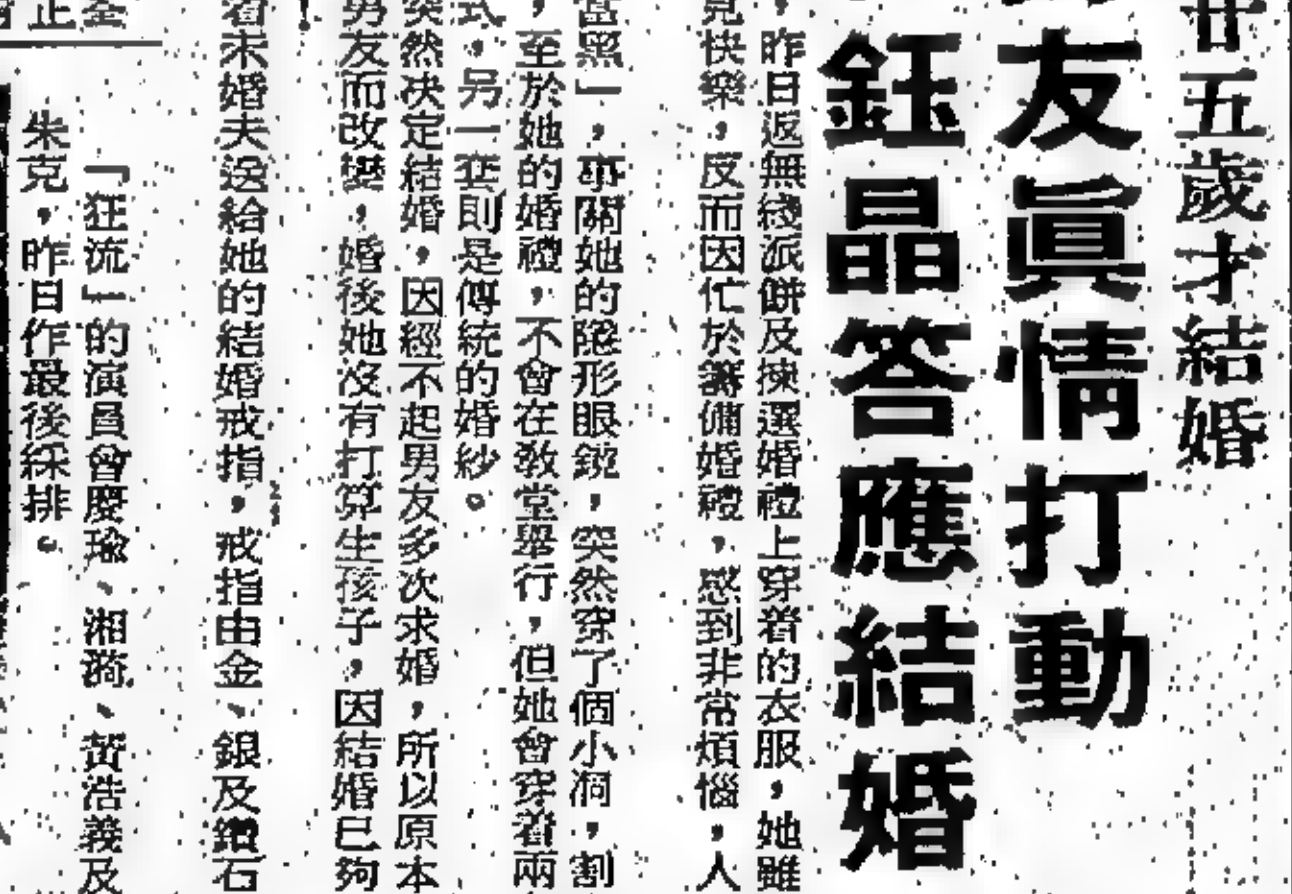 廿五歲才結婚
友眞情打動
鈺晶答應結婚
，昨日返無綫派餅及揀選婚禮上穿着的衣服，她雖
見快樂，反而因忙於籌備婚禮，感到非常煩惱，人
當黑」，事關她的隱形眼鏡，突然穿了個小洞，割
，至於她的婚禮，不會在敎堂舉行，但她會穿着兩
式，另一套則是傳統的婚紗。
突然决定結婚，因經不起男友多次求婚，所以原本
男友而改變，婚後她沒有打算生孩子，因結婚已夠
！
着未婚夫送給她的結婚戒指，戒指由金、銀及鑽石
「狂流」的演員曾慶瑜、湘漪、黃浩義及
朱克，昨日作最後綵排。